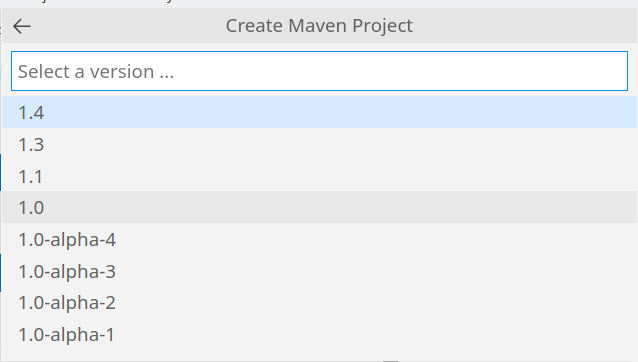 Create Maven Project
Select a version ...
1.4
1.3
1.1
1.0
1.0-alpha-4
1.0-alpha-3
1.0-alpha-2
1.0-alpha-1